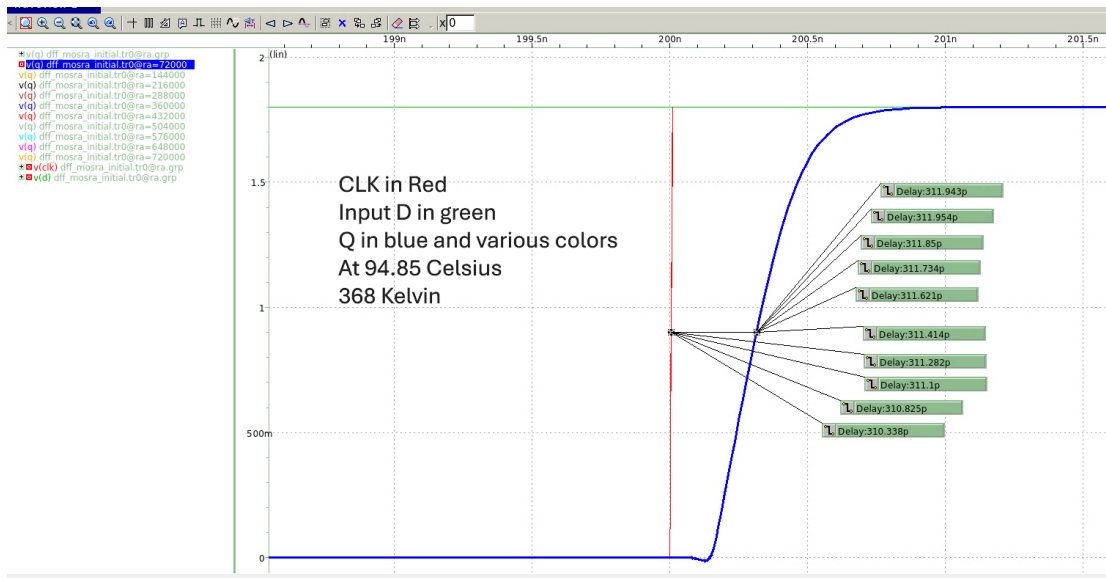 x 0
199n 199.5n 200n 200.5n 201n 201.5n
v(q) dff_mosra_initial.tr0@ra.grp
v(q) dff_mosra_initial.tr0@ra=72000
v(q) dff_mosra_initial.tr0@ra=144000
v(q) dff_mosra_initial.tr0@ra=216000
v(q) dff_mosra_initial.tr0@ra=288000
v(q) dff_mosra_initial.tr0@ra=360000
v(q) dff_mosra_initial.tr0@ra=432000
v(q) dff_mosra_initial.tr0@ra=504000
v(q) dff_mosra_initial.tr0@ra=576000
v(q) dff_mosra_initial.tr0@ra=648000
v(q) dff_mosra_initial.tr0@ra=720000
v(clk) dff_mosra_initial.tr0@ra.grp
v(d) dff_mosra_initial.tr0@ra.grp
(lin)
2
1.5
1
500m
0
CLK in Red
Input D in green
Q in blue and various colors
At 94.85 Celsius
368 Kelvin
Delay:311.943p
Delay:311.954p
Delay:311.85p
Delay:311.734p
Delay:311.621p
Delay:311.414p
Delay:311.282p
Delay:311.1p
Delay:310.825p
Delay:310.338p